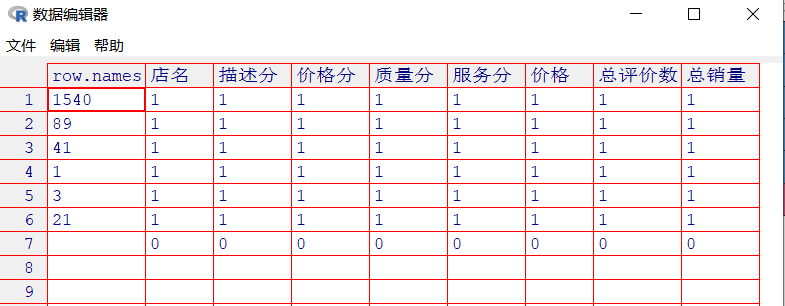 数据编辑器
文件 编辑 帮助
row.names 店名 描述分 价格分 质量分 服务分 价格 总评价数 总销量
1 1540 1 1 1 1 1 1 1 1
2 89 1 1 1 1 1 1 1 1
3 41 1 1 1 1 1 1 1 1
4 1 1 1 1 1 1 1 1 1
5 3 1 1 1 1 1 1 1 1
6 21 1 1 1 1 1 1 1 1
7 0 0 0 0 0 0 0 0
8
9